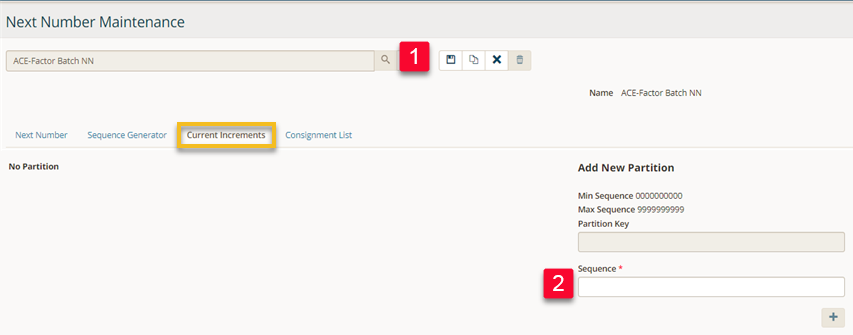 Next Number Maintenance
ACE-Factor Batch NN
1
Name ACE-Factor Batch NN
Next Number Sequence Generator Current Increments Consignment List
No Partition
Add New Partition
Min Sequence 0000000000
Max Sequence 9999999999
Partition Key
Sequence *
2